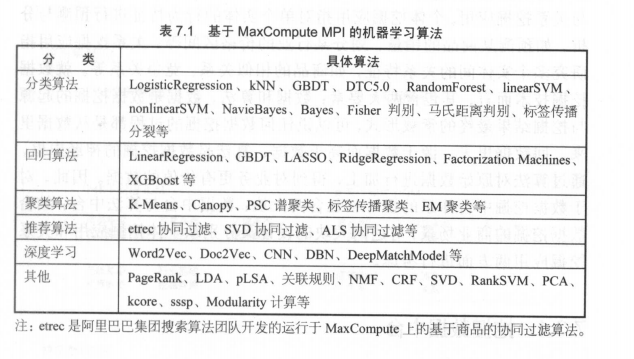 表 7.1 基于 MaxCompute MPI 的机器学习算法
分 类 具体算法
分类算法 LogisticRegression、kNN、GBDT、DTC5.0、RandomForest、linearSVM、
nonlinearSVM、NavieBayes、Bayes、Fisher 判别、马氏距离判别、标签传播
分裂等
回归算法 LinearRegression、GBDT、LASSO、RidgeRegression、Factorization Machines、
XGBoost 等
聚类算法 K-Means、Canopy、PSC 谱聚类、标签传播聚类、EM 聚类等
推荐算法 etrec 协同过滤、SVD 协同过滤、ALS 协同过滤等
深度学习 Word2Vec、Doc2Vec、CNN、DBN、DeepMatchModel 等
其他 PageRank、LDA、pLSA、关联规则、NMF、CRF、SVD、RankSVM、PCA、
kcore、sssp、Modularity 计算等
注：etrec 是阿里巴巴集团搜索算法团队开发的运行于 MaxCompute 上的基于商品的协同过滤算法。